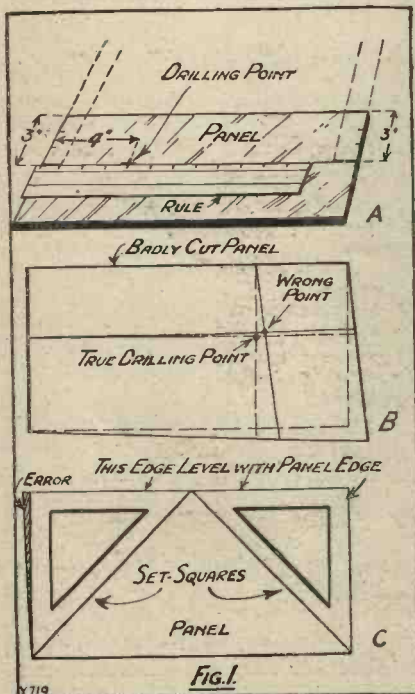 DRILLING POINT
3"
4"
PANEL
3"
RULE
A
BADLY CUT PANEL
WRONG
POINT
TRUE DRILLING POINT
B
THIS EDGE LEVEL WITH PANEL EDGE
ERROR
SET-SQUARES
PANEL
C
FIG.1.
Y719